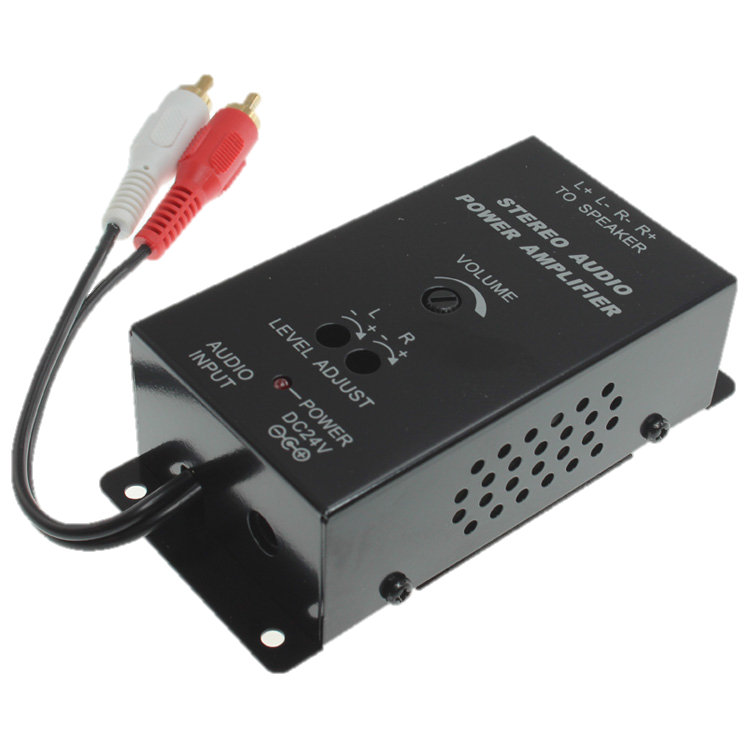 L+ L- R- R+
TO SPEAKER
STEREO AUDIO
POWER AMPLIFIER
VOLUME
L R
- + +
LEVEL ADJUST
AUDIO
INPUT
POWER
DC24V
- +